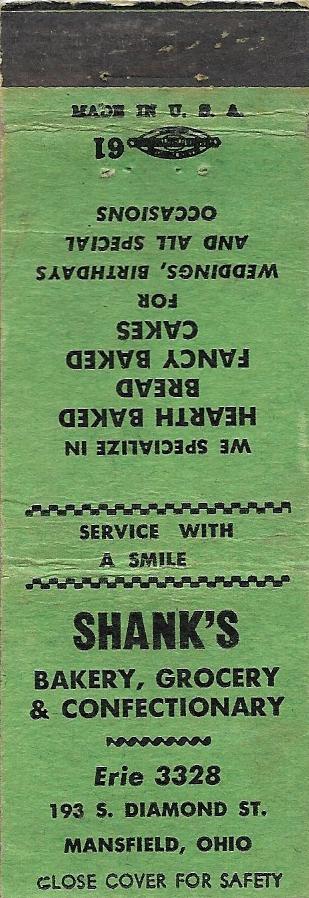 MADE IN U. S. A.
61
WE SPECIALIZE IN
HEARTH BAKED
BREAD
FANCY BAKED
CAKES
FOR
WEDDINGS, BIRTHDAYS
AND ALL SPECIAL
OCCASIONS
SERVICE WITH
A SMILE
SHANK'S
BAKERY, GROCERY
& CONFECTIONARY
Erie 3328
193 S. DIAMOND ST.
MANSFIELD, OHIO
CLOSE COVER FOR SAFETY